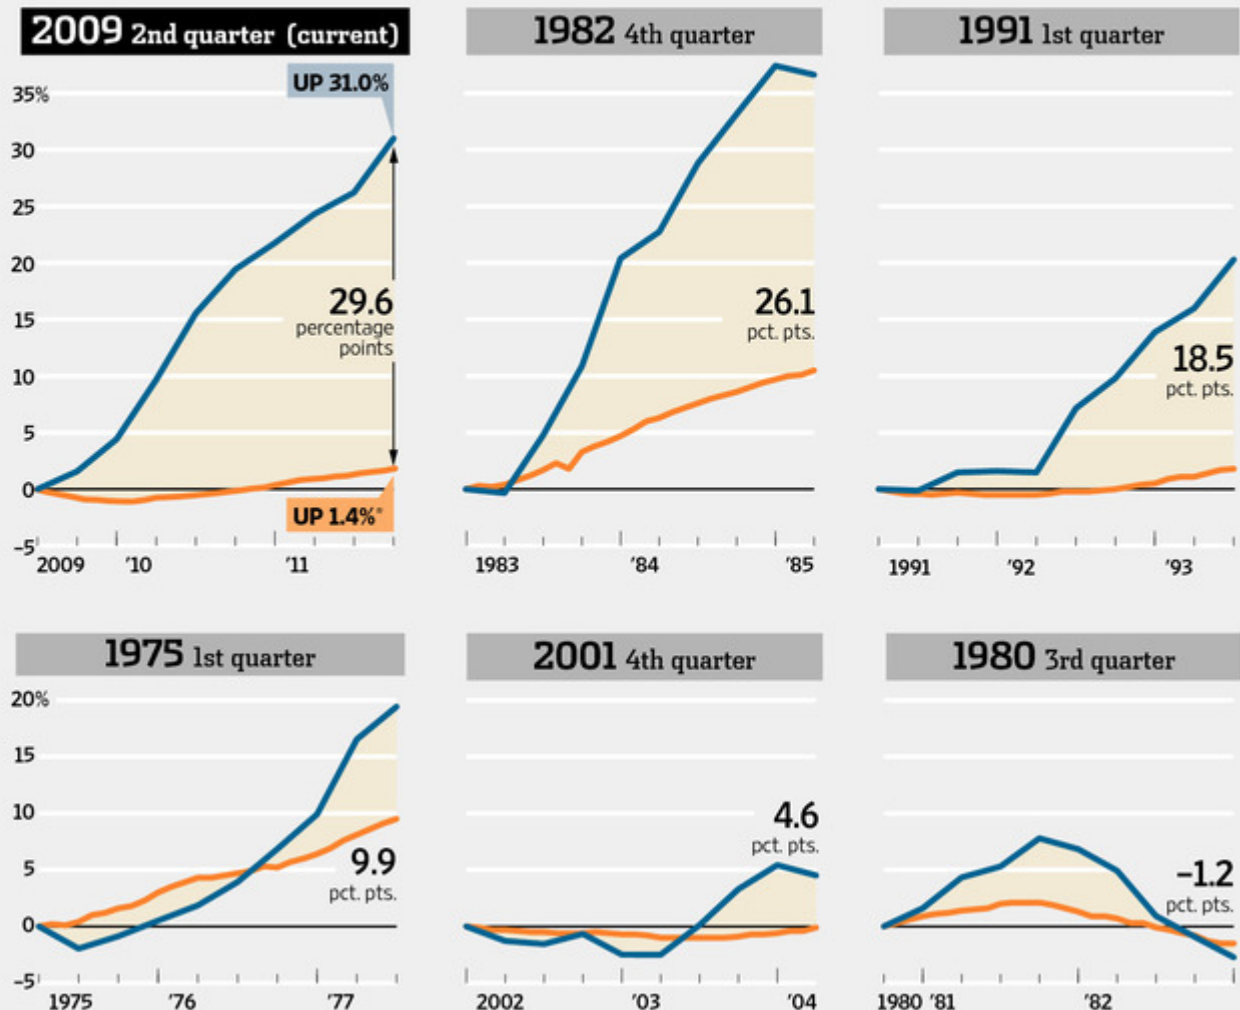 2009 2nd quarter (current)
1982 4th quarter
1991 1st quarter
UP 31.0%
35%
30
25
20
15
10
5
0
–5
29.6
percentage
points
UP 1.4%*
2009 '10 '11
26.1
pct. pts.
1983 '84 '85
18.5
pct. pts.
1991 '92 '93
1975 1st quarter
2001 4th quarter
1980 3rd quarter
20%
15
10
5
0
–5
9.9
pct. pts.
1975 '76 '77
4.6
pct. pts.
2002 '03 '04
–1.2
pct. pts.
1980 '81 '82